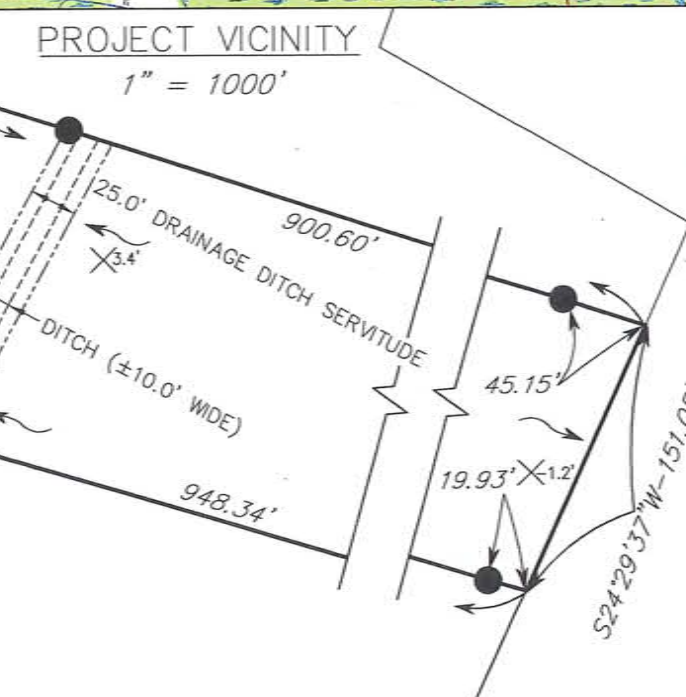 PROJECT VICINITY
1" = 1000'
25.0' DRAINAGE DITCH SERVITUDE
900.60'
3.4'
DITCH (±10.0' WIDE)
45.15'
19.93'
-1.2'
948.34'
S24°29'37"W-151.05'